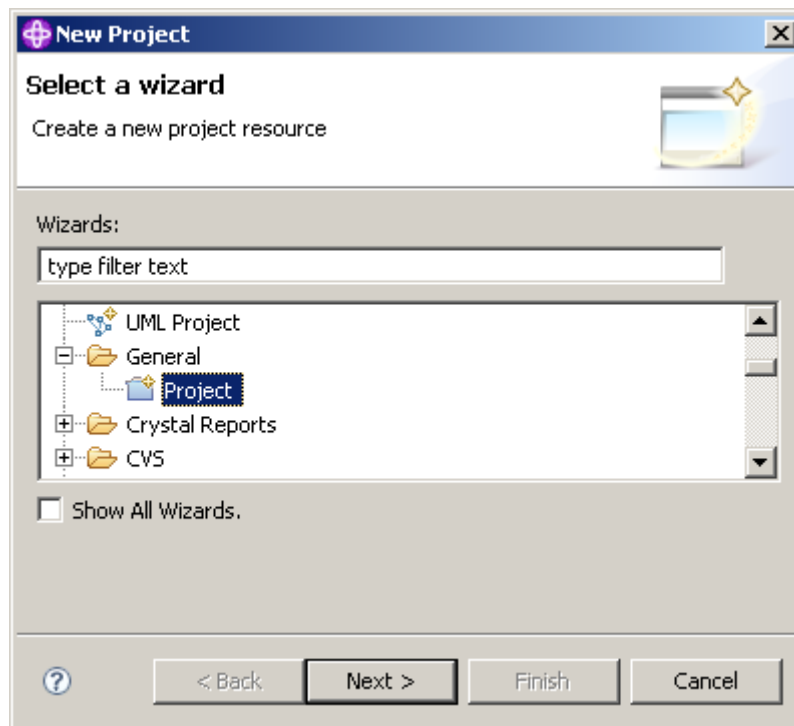 New Project
Select a wizard
Create a new project resource
Wizards:
type filter text
UML Project
General
Project
Crystal Reports
CVS
Show All Wizards.
? < Back Next > Finish Cancel